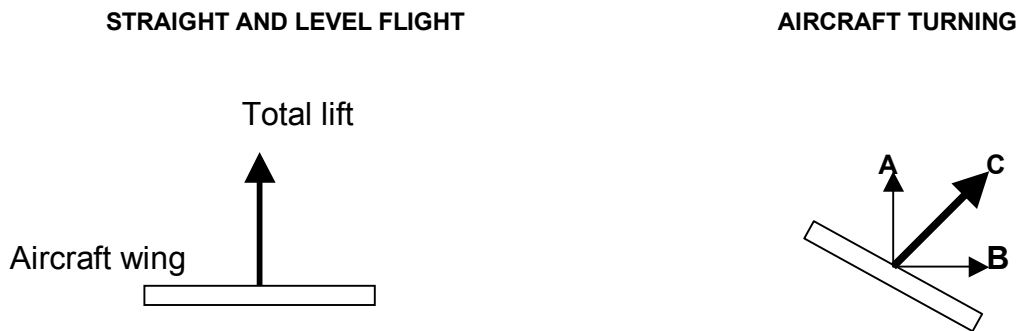 STRAIGHT AND LEVEL FLIGHT
AIRCRAFT TURNING
Total lift
Aircraft wing
A
C
B